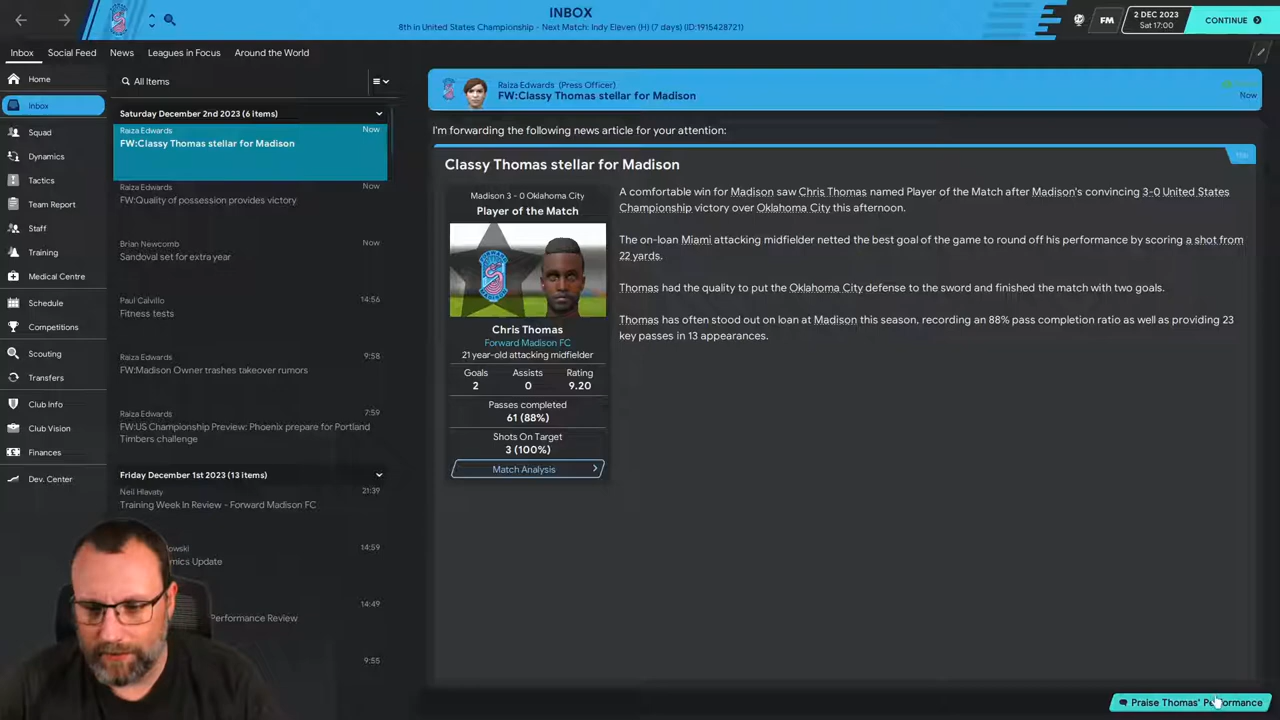 INBOX
8th in United States Championship - Next Match: Indy Eleven (H) (7 days) (ID:1915428721)
FM
2 DEC 2023
Sat 17:00
CONTINUE
Inbox
Social Feed
News
Leagues in Focus
Around the World
Home
Inbox
Squad
Dynamics
Tactics
Team Report
Staff
Training
Medical Centre
Schedule
Competitions
Scouting
Transfers
Club Info
Club Vision
Finances
Dev. Center
All Items
Saturday December 2nd 2023 (6 items)
Raiza Edwards
Now
FW:Classy Thomas stellar for Madison
Raiza Edwards
Now
FW:Quality of possession provides victory
Brian Newcomb
Now
Sandoval set for extra year
Paul Calvillo
14:56
Fitness tests
Raiza Edwards
9:58
FW:Madison Owner trashes takeover rumors
Raiza Edwards
7:59
FW:US Championship Preview: Phoenix prepare for Portland
Timbers challenge
Friday December 1st 2023 (13 items)
Neil Hlavaty
21:39
Training Week In Review - Forward Madison FC
14:59
Update
14:49
Performance Review
9:55
Raiza Edwards (Press Officer)
FW:Classy Thomas stellar for Madison
Now
I'm forwarding the following news article for your attention:
Classy Thomas stellar for Madison
Madison 3 - 0 Oklahoma City
Player of the Match
Chris Thomas
Forward Madison FC
21 year-old attacking midfielder
Goals Assists Rating
2 0 9.20
Passes completed
61 (88%)
Shots On Target
3 (100%)
Match Analysis
A comfortable win for Madison saw Chris Thomas named Player of the Match after Madison's convincing 3-0 United States
Championship victory over Oklahoma City this afternoon.
The on-loan Miami attacking midfielder netted the best goal of the game to round off his performance by scoring a shot from
22 yards.
Thomas had the quality to put the Oklahoma City defense to the sword and finished the match with two goals.
Thomas has often stood out on loan at Madison this season, recording an 88% pass completion ratio as well as providing 23
key passes in 13 appearances.
Praise Thomas' Performance